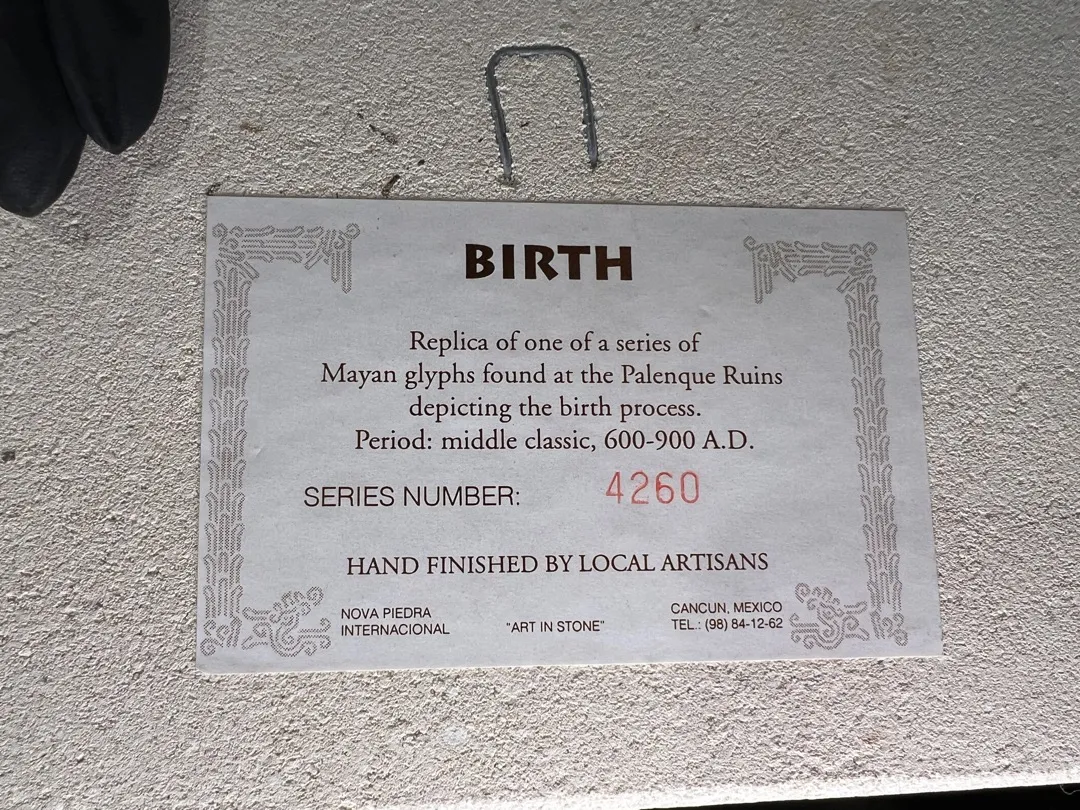 BIRTH
Replica of one of a series of
Mayan glyphs found at the Palenque Ruins
depicting the birth process.
Period: middle classic, 600-900 A.D.
SERIES NUMBER: 4260
HAND FINISHED BY LOCAL ARTISANS
NOVA PIEDRA
INTERNACIONAL
"ART IN STONE"
CANCUN, MEXICO
TEL.: (98) 84-12-62